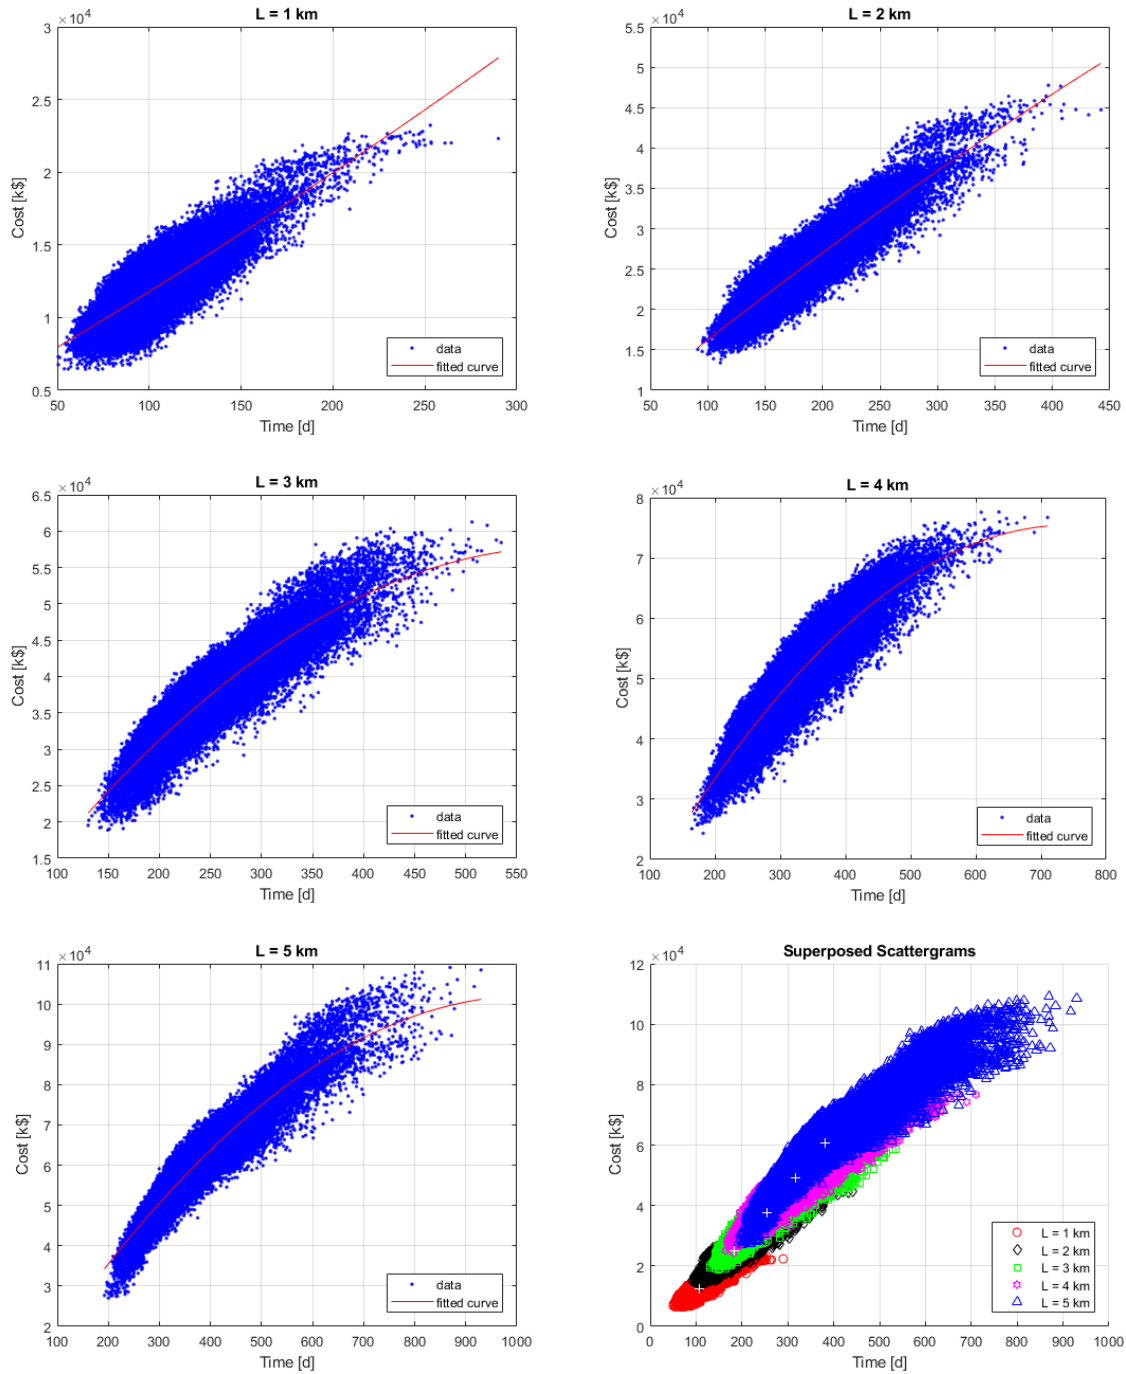 L = 1 km
×10⁴
3
2.5
2
1.5
1
0.5
Cost [k$]
50 100 150 200 250 300
Time [d]
data
fitted curve
L = 2 km
×10⁴
5.5
5
4.5
4
3.5
3
2.5
2
1.5
1
Cost [k$]
50 100 150 200 250 300 350 400 450
Time [d]
data
fitted curve
L = 3 km
×10⁴
6.5
6
5.5
5
4.5
4
3.5
3
2.5
2
1.5
Cost [k$]
100 150 200 250 300 350 400 450 500 550
Time [d]
data
fitted curve
L = 4 km
×10⁴
8
7
6
5
4
3
2
Cost [k$]
100 200 300 400 500 600 700 800
Time [d]
data
fitted curve
L = 5 km
×10⁴
11
10
9
8
7
6
5
4
3
2
Cost [k$]
100 200 300 400 500 600 700 800 900 1000
Time [d]
data
fitted curve
Superposed Scattergrams
×10⁴
12
10
8
6
4
2
0
Cost [k$]
0 100 200 300 400 500 600 700 800 900 1000
Time [d]
L = 1 km
L = 2 km
L = 3 km
L = 4 km
L = 5 km